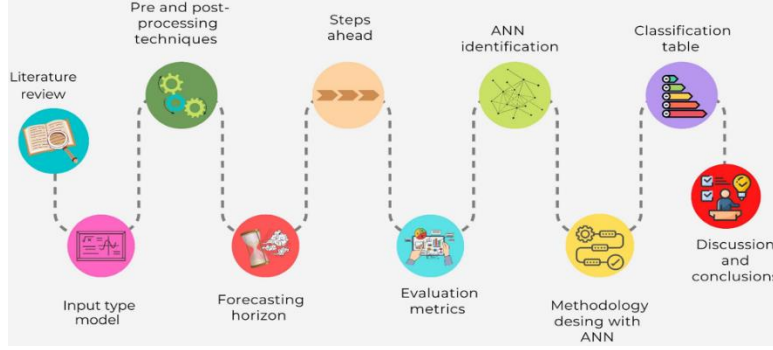 Literature
review
Input type
model
Pre and post-
processing
techniques
Forecasting
horizon
Steps
ahead
Evaluation
metrics
ANN
identification
Methodology
desing with
ANN
Classification
table
Discussion
and
conclusions